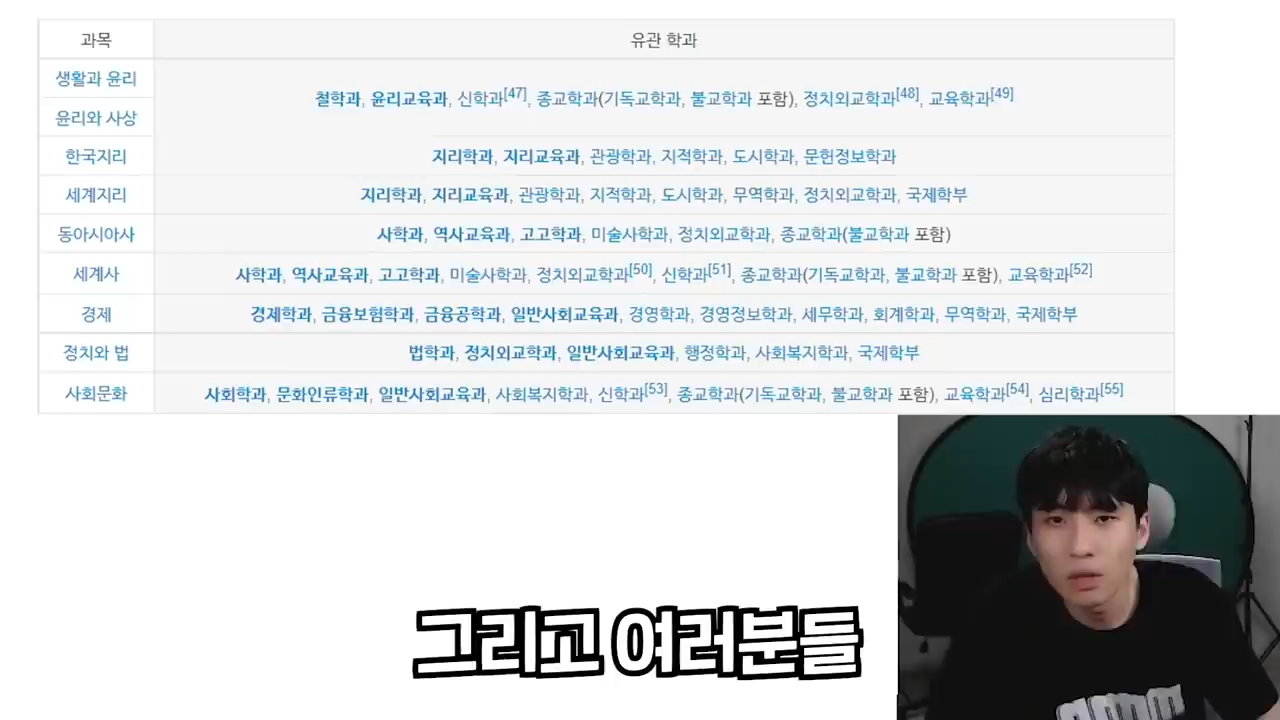 과목 유관 학과
생활과 윤리
철학과, 윤리교육과, 신학과[47], 종교학과(기독교학과, 불교학과 포함), 정치외교학과[48], 교육학과[49]
윤리와 사상
한국지리 지리학과, 지리교육과, 관광학과, 지적학과, 도시학과, 문헌정보학과
세계지리 지리학과, 지리교육과, 관광학과, 지적학과, 도시학과, 무역학과, 정치외교학과, 국제학부
동아시아사 사학과, 역사교육과, 고고학과, 미술사학과, 정치외교학과, 종교학과(불교학과 포함)
세계사 사학과, 역사교육과, 고고학과, 미술사학과, 정치외교학과[50], 신학과[51], 종교학과(기독교학과, 불교학과 포함), 교육학과[52]
경제 경제학과, 금융보험학과, 금융공학과, 일반사회교육과, 경영학과, 경영정보학과, 세무학과, 회계학과, 무역학과, 국제학부
정치와 법 법학과, 정치외교학과, 일반사회교육과, 행정학과, 사회복지학과, 국제학부
사회문화 사회학과, 문화인류학과, 일반사회교육과, 사회복지학과, 신학과[53], 종교학과(기독교학과, 불교학과 포함), 교육학과[54], 심리학과[55]
그리고 여러분들